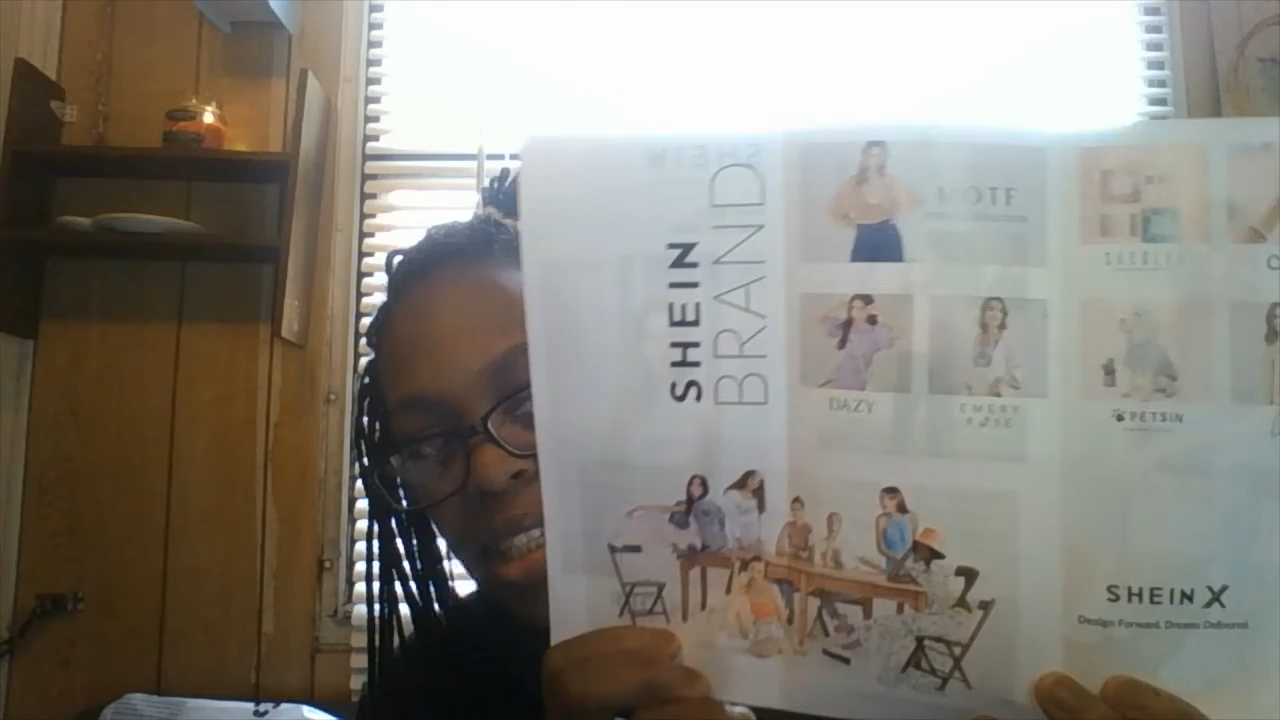 SHEIN
BRAND
MOTF
DAZY
EMERY
ROSE
PETSIN
SHEIN X
Design Forward. Dreams Delivered.